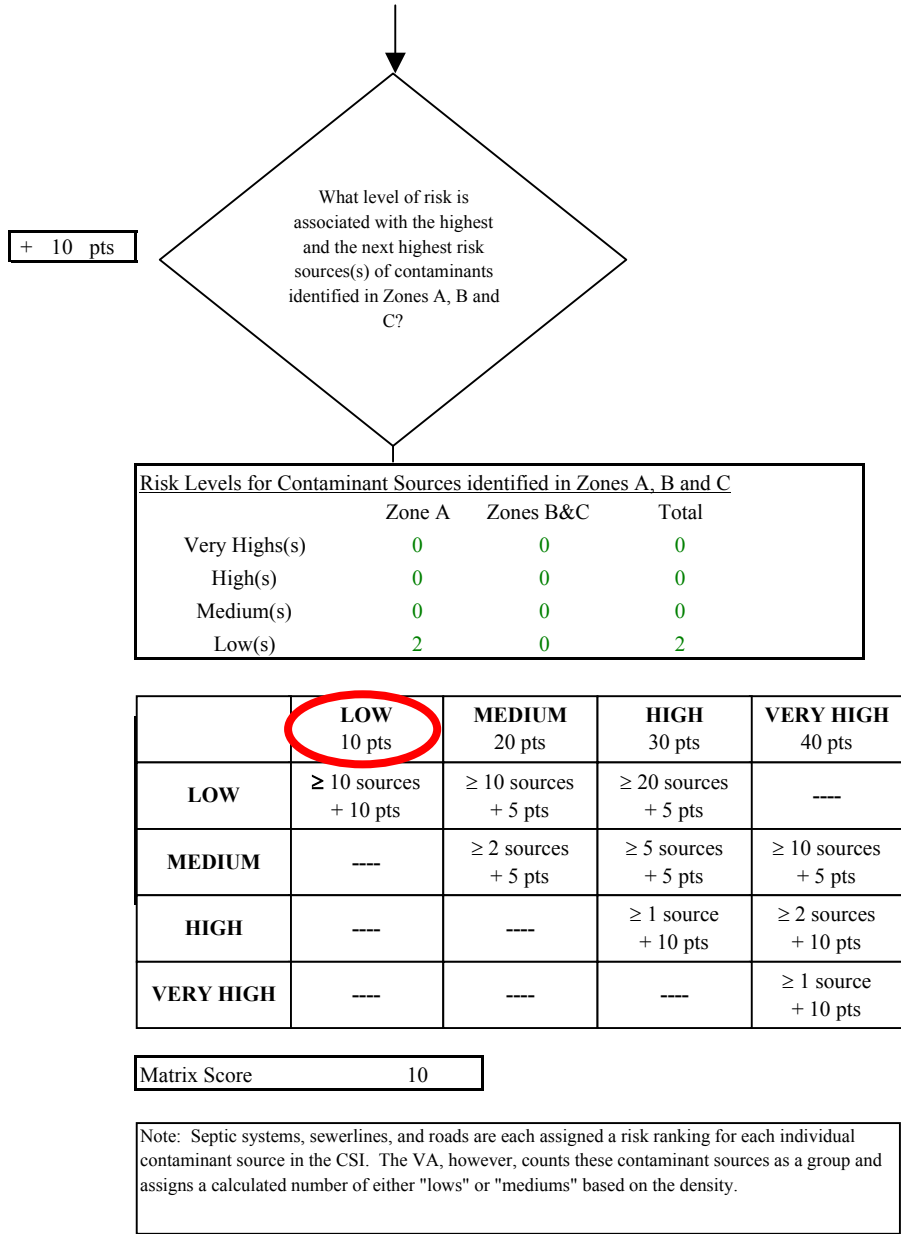 What level of risk is
associated with the highest
and the next highest risk
sources(s) of contaminants
identified in Zones A, B and
C?
+ 10 pts
Risk Levels for Contaminant Sources identified in Zones A, B and C
Zone A Zones B&C Total
Very Highs(s) 0 0 0
High(s) 0 0 0
Medium(s) 0 0 0
Low(s) 2 0 2
LOW MEDIUM HIGH VERY HIGH
10 pts 20 pts 30 pts 40 pts
LOW ≥ 10 sources ≥ 10 sources ≥ 20 sources ----
+ 10 pts + 5 pts + 5 pts
MEDIUM ---- ≥ 2 sources ≥ 5 sources ≥ 10 sources
+ 5 pts + 5 pts + 5 pts
HIGH ---- ---- ≥ 1 source ≥ 2 sources
+ 10 pts + 10 pts
VERY HIGH ---- ---- ---- ≥ 1 source
+ 10 pts
Matrix Score 10
Note: Septic systems, sewerlines, and roads are each assigned a risk ranking for each individual
contaminant source in the CSI. The VA, however, counts these contaminant sources as a group and
assigns a calculated number of either "lows" or "mediums" based on the density.